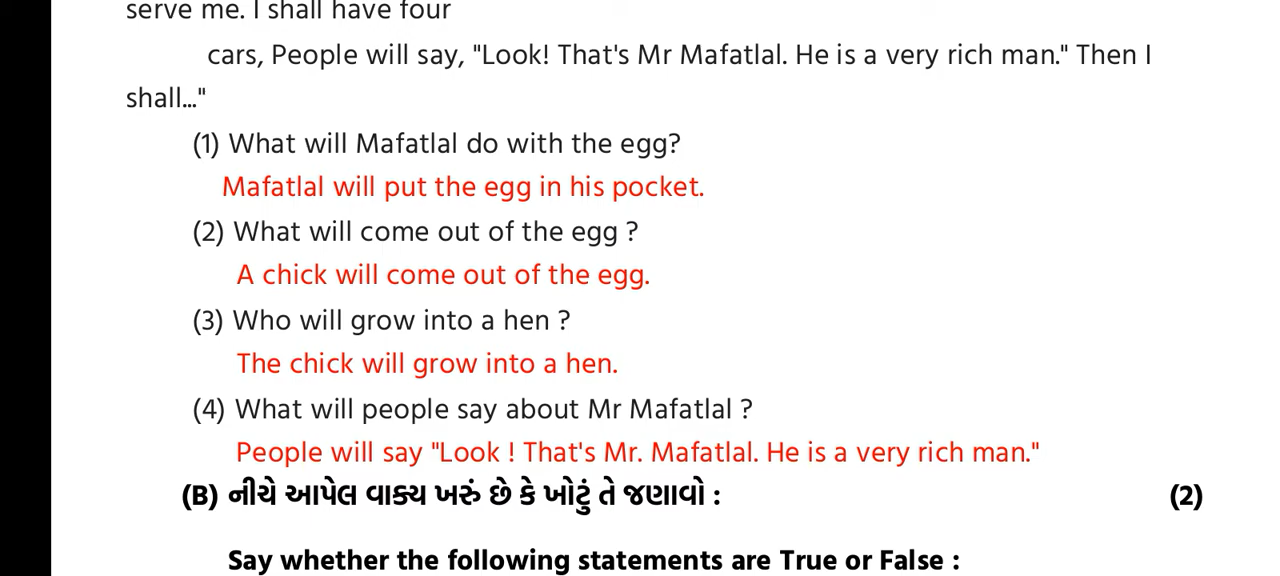 serve me. I shall have four
cars, People will say, "Look! That's Mr Mafatlal. He is a very rich man." Then I
shall..."
(1) What will Mafatlal do with the egg?
Mafatlal will put the egg in his pocket.
(2) What will come out of the egg ?
A chick will come out of the egg.
(3) Who will grow into a hen ?
The chick will grow into a hen.
(4) What will people say about Mr Mafatlal ?
People will say "Look ! That's Mr. Mafatlal. He is a very rich man."
(B) નીચે આપેલ વાક્ય ખરું છે કે ખોટું તે જણાવો : (2)
Say whether the following statements are True or False :